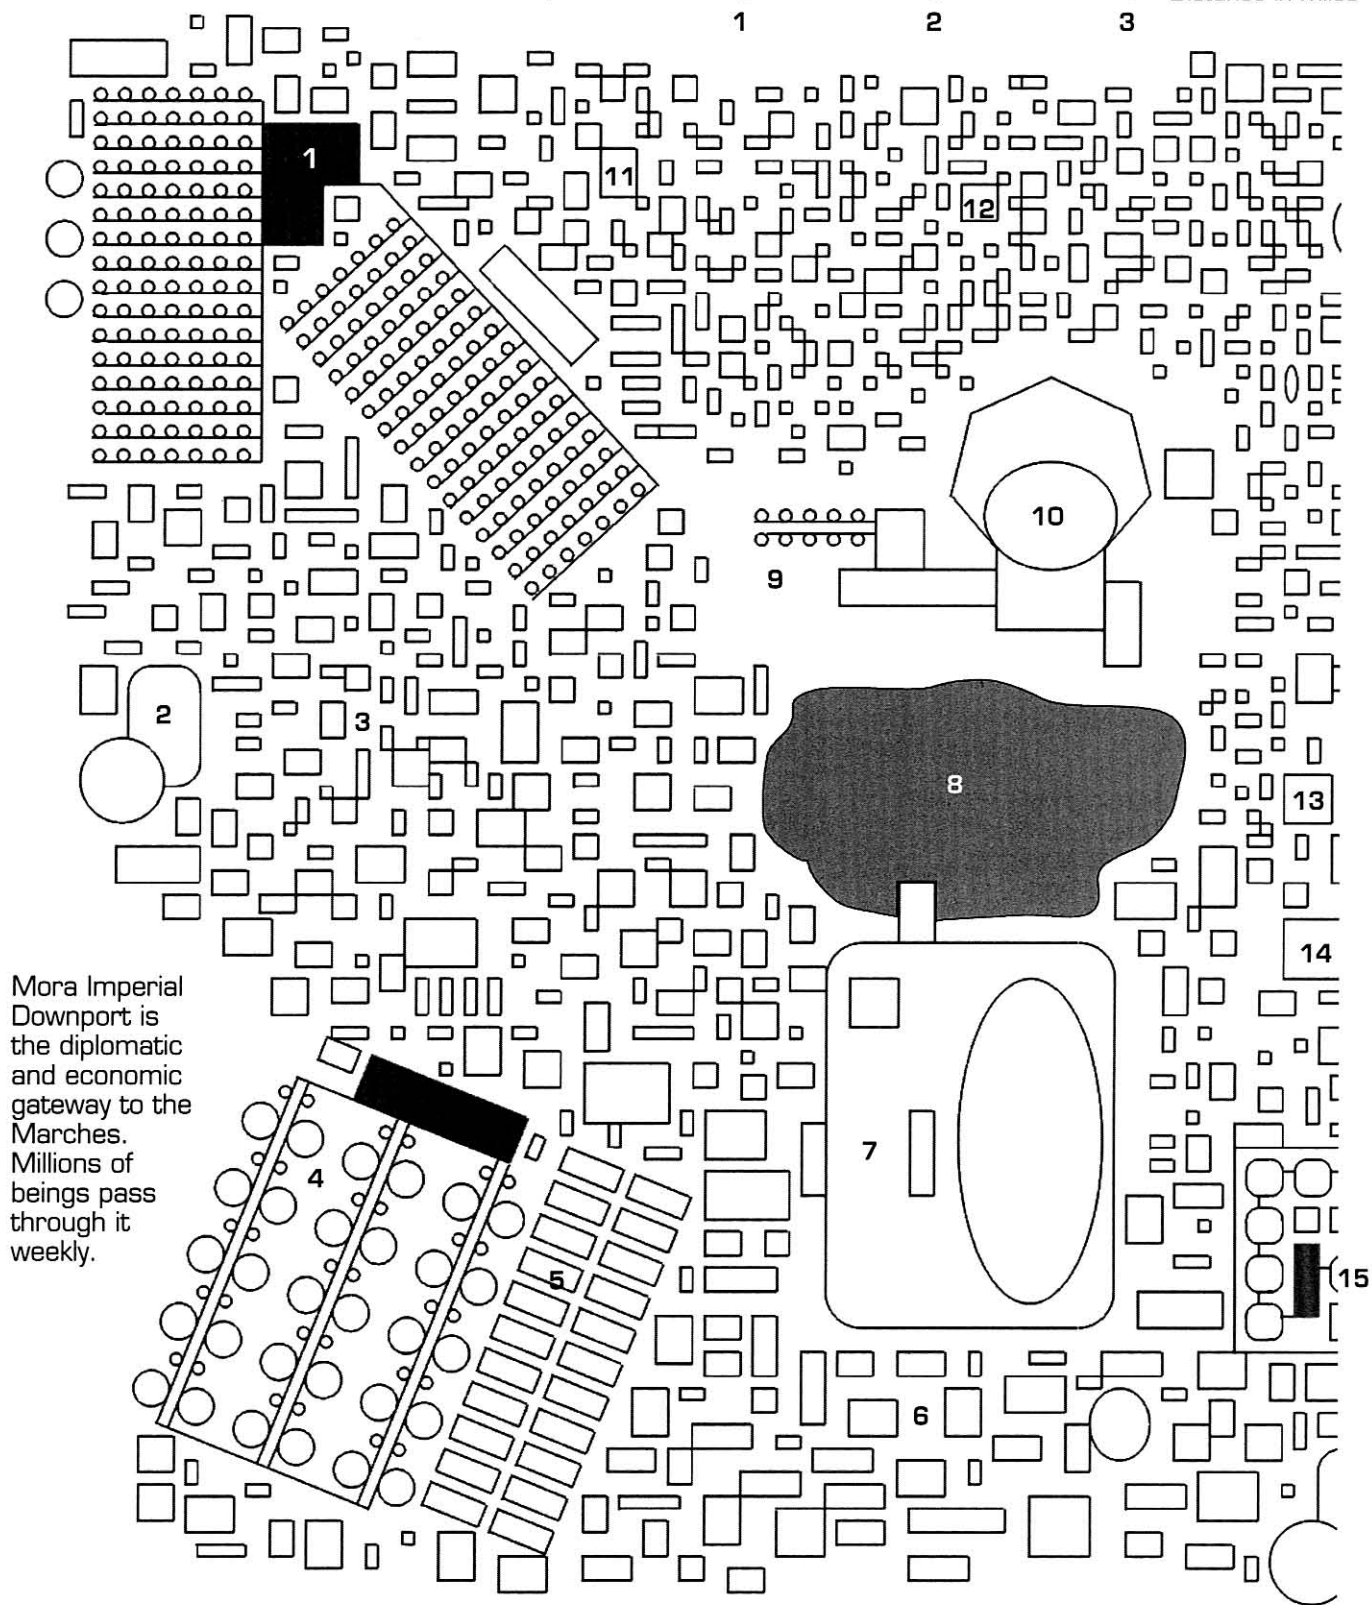 1 2 3
1
11
12
10
9
2
3
8
13
14
Mora Imperial
Downport is
the diplomatic
and economic
gateway to the
Marches.
Millions of
beings pass
through it
weekly.
4
7
5
15
6